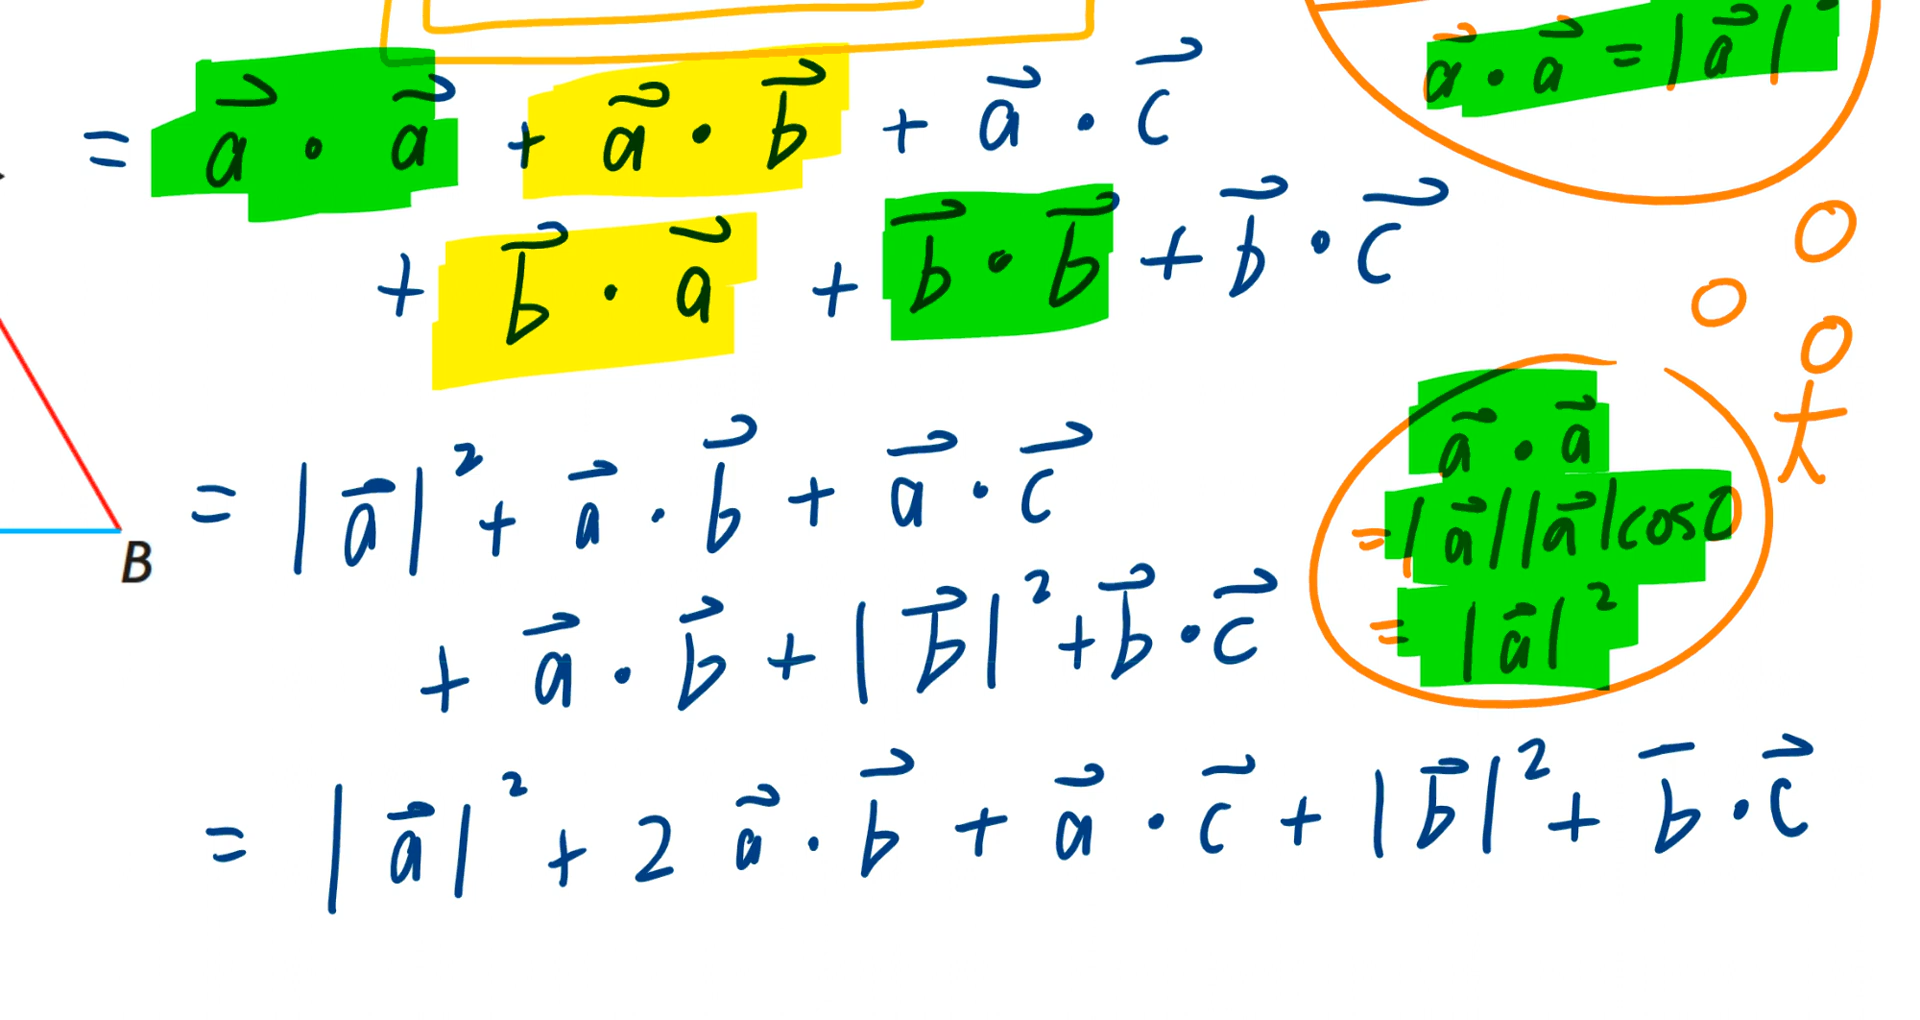 = a⃗ · a⃗ + a⃗ · b⃗ + a⃗ · c⃗
+ b⃗ · a⃗ + b⃗ · b⃗ + b⃗ · c⃗
= |a⃗|² + a⃗ · b⃗ + a⃗ · c⃗
+ a⃗ · b⃗ + |b⃗|² + b⃗ · c⃗
= |a⃗|² + 2 a⃗ · b⃗ + a⃗ · c⃗ + |b⃗|² + b⃗ · c⃗
a⃗ · a⃗ = |a⃗|²
a⃗ · a⃗
= |a⃗||a⃗|cos0
= |a⃗|²
B